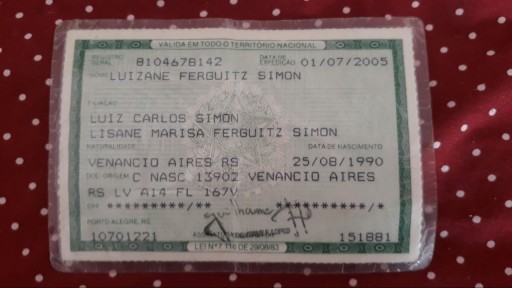 VÁLIDA EM TODO O TERRITÓRIO NACIONAL
REGISTRO GERAL 8104678142 DATA DE EXPEDIÇÃO 01/07/2005
NOME LUIZANE FERGUITZ SIMON
FILIAÇÃO
LUIZ CARLOS SIMON
LISANE MARISA FERGUITZ SIMON
NATURALIDADE DATA DE NASCIMENTO
VENANCIO AIRES RS 25/08/1990
DOC ORIGEM C NASC 13902 VENANCIO AIRES
RS LV A14 FL 167V
CPF *********/** *********/*
PORTO ALEGRE, RS
10701221 151881
LEI Nº 7.116 DE 29/08/83